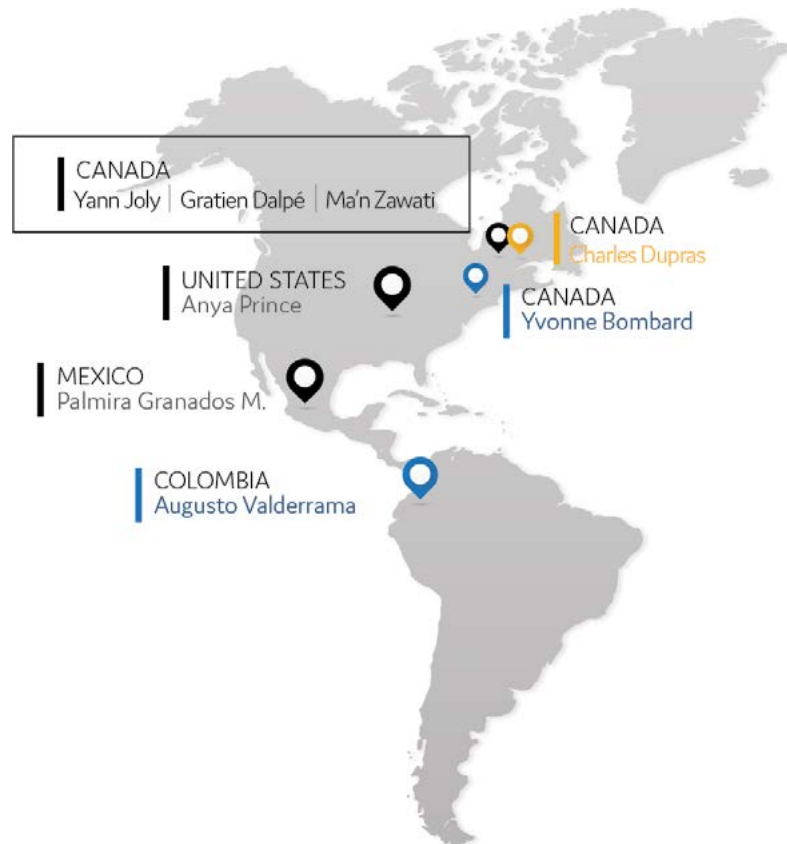 CANADA
Yann Joly | Gratien Dalpé | Ma'n Zawati
CANADA
Charles Dupras
UNITED STATES
Anya Prince
CANADA
Yvonne Bombard
MEXICO
Palmira Granados M.
COLOMBIA
Augusto Valderrama